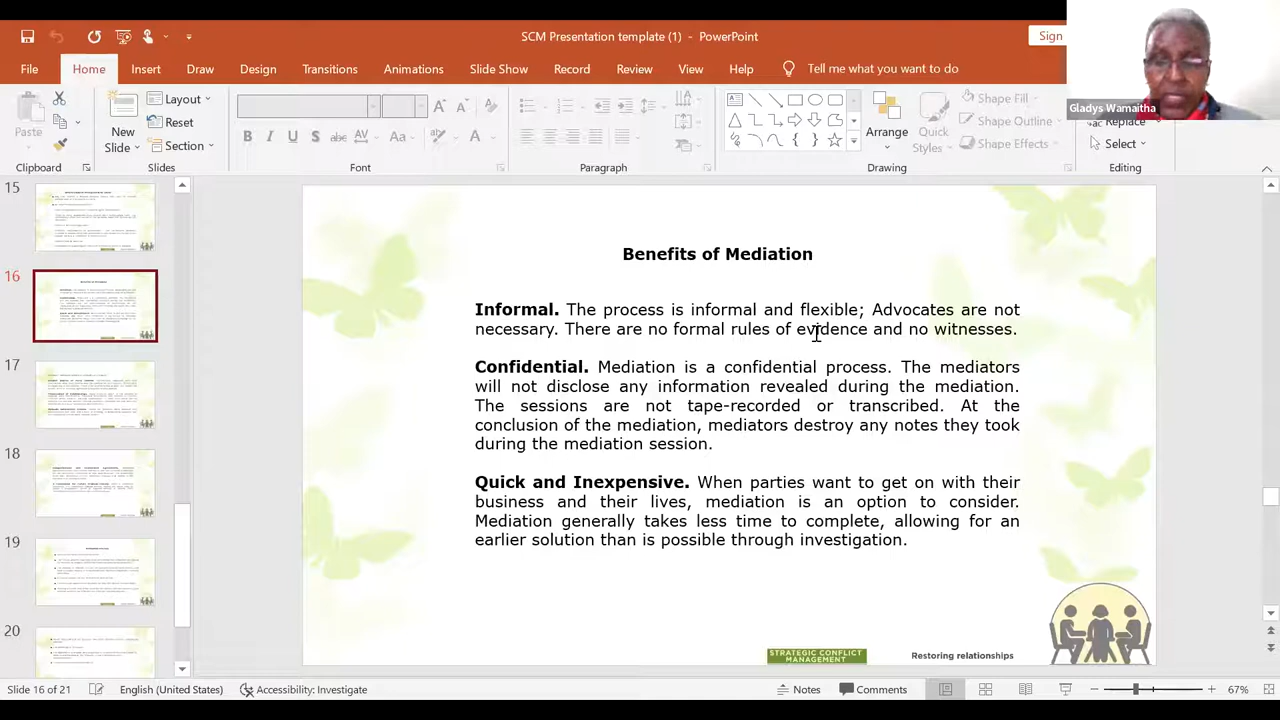 SCM Presentation template (1) - PowerPoint
Sign
File Home Insert Draw Design Transitions Animations Slide Show Record Review View Help Tell me what you want to do
Gladys Wamaitha
Paste
Clipboard
New
Slide
Layout
Reset
Section
Slides
B I U S abc AV Aa A
Font
Paragraph
Arrange
Quick
Styles
Shape Fill
Shape Outline
Shape Effects
Drawing
Replace
Select
Editing
15
16
17
18
19
20
Benefits of Mediation
Informal. The process is informal and flexible; Advocates are not
necessary. There are no formal rules of evidence and no witnesses.
Confidential. Mediation is a confidential process. The mediators
will not disclose any information revealed during the mediation.
The sessions are not tape-recorded or transcribed. At the
conclusion of the mediation, mediators destroy any notes they took
during the mediation session.
Quick and Inexpensive. When parties want to get on with their
business and their lives, mediation is an option to consider.
Mediation generally takes less time to complete, allowing for an
earlier solution than is possible through investigation.
STRATEGIC CONFLICT
MANAGEMENT
Restoring relationships
Slide 16 of 21 English (United States) Accessibility: Investigate Notes Comments 67%